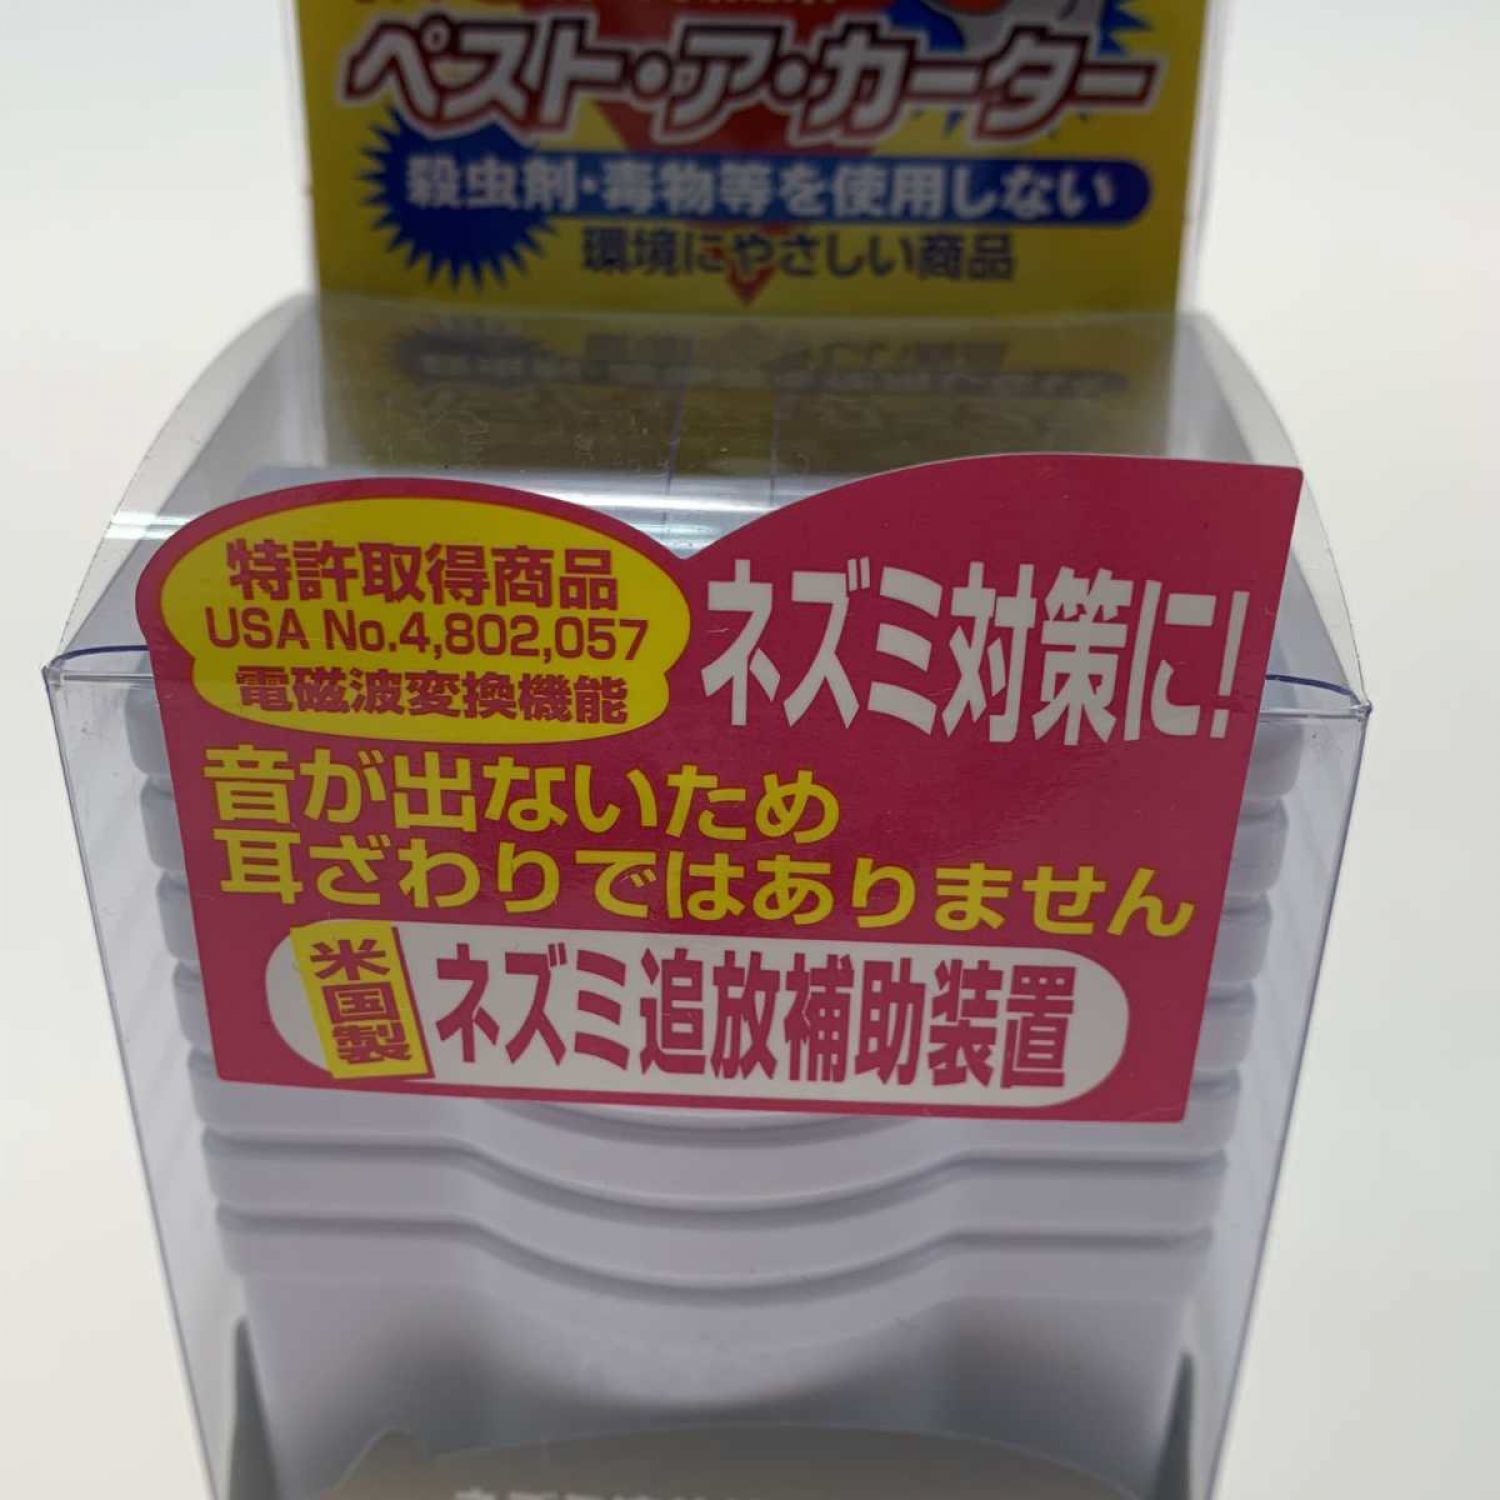 ペスト・ア・カーター
殺虫剤・毒物等を使用しない
環境にやさしい商品
特許取得商品
USA No.4,802,057
電磁波変換機能
ネズミ対策に!
音が出ないため
耳ざわりではありません
米国製
ネズミ追放補助装置